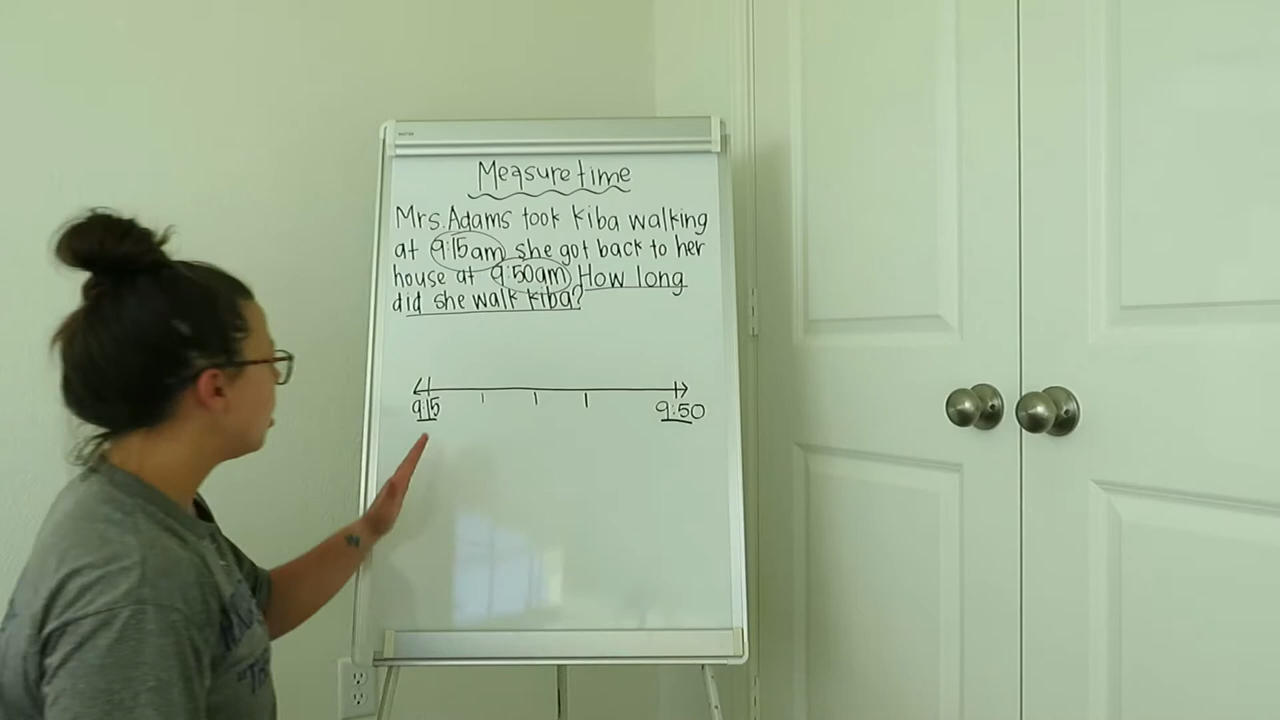 Measure time
Mrs. Adams took kiba walking
at 9:15am she got back to her
house at 9:50am How long
did she walk kiba?
9:15 9:50